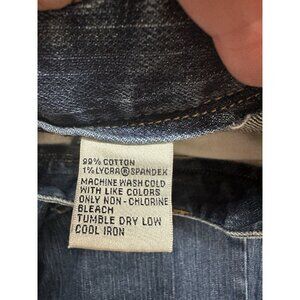 99% COTTON
1% LYCRA® SPANDEX
MACHINE WASH COLD
WITH LIKE COLORS
ONLY NON-CHLORINE
BLEACH
TUMBLE DRY LOW
COOL IRON